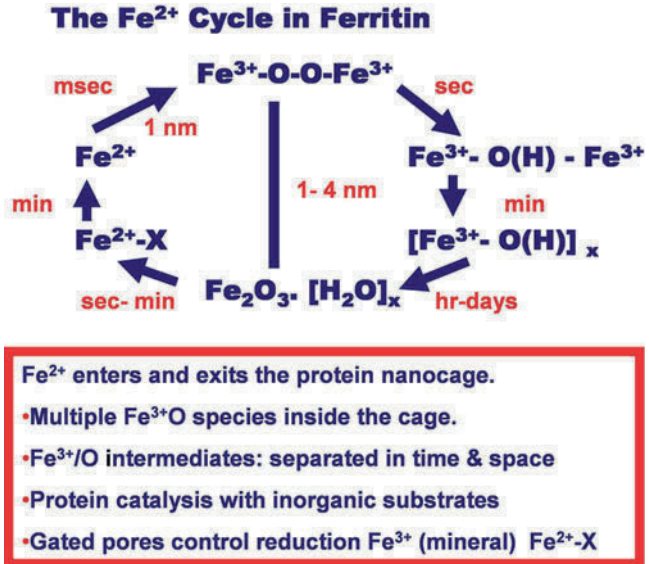 The Fe²⁺ Cycle in Ferritin
msec
Fe³⁺-O-O-Fe³⁺
sec
1 nm
Fe²⁺
Fe³⁺- O(H) - Fe³⁺
min
1- 4 nm
min
Fe²⁺-X
[Fe³⁺- O(H)] ₓ
sec- min
Fe₂O₃. [H₂O]ₓ
hr-days
Fe²⁺ enters and exits the protein nanocage.
•Multiple Fe³⁺O species inside the cage.
•Fe³⁺/O intermediates: separated in time & space
•Protein catalysis with inorganic substrates
•Gated pores control reduction Fe³⁺ (mineral) Fe²⁺-X